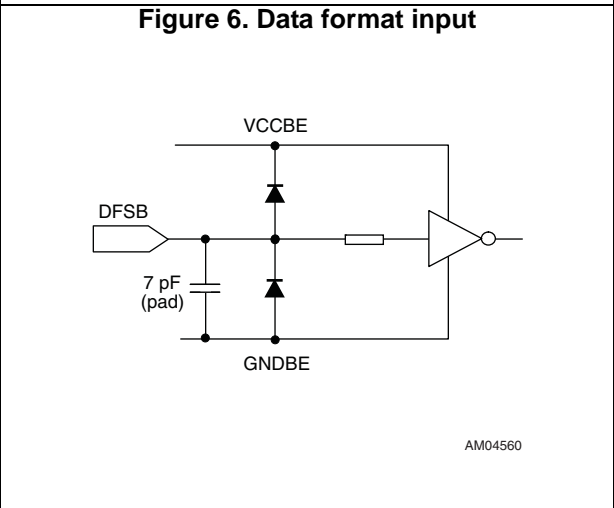 Figure 6. Data format input
VCCBE
DFSB
7 pF
(pad)
GNDBE
AM04560